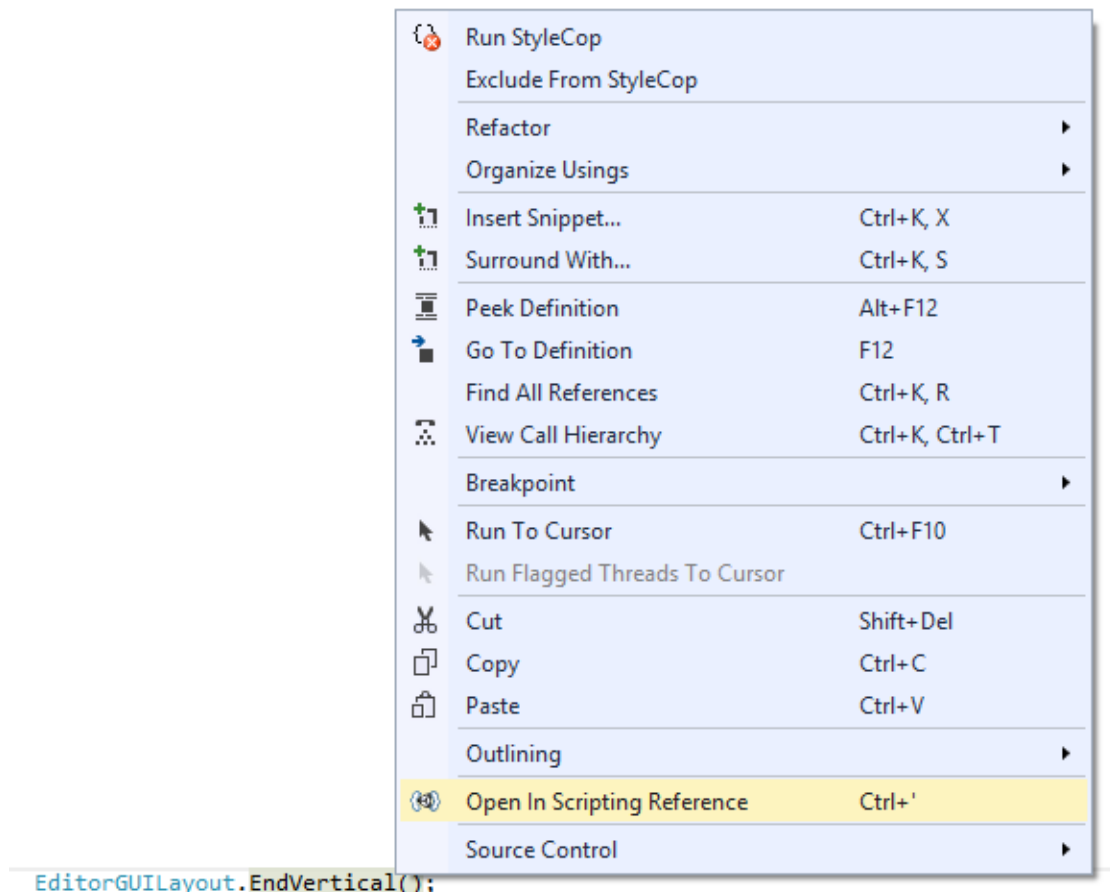 Run StyleCop
Exclude From StyleCop
Refactor
Organize Usings
Insert Snippet... Ctrl+K, X
Surround With... Ctrl+K, S
Peek Definition Alt+F12
Go To Definition F12
Find All References Ctrl+K, R
View Call Hierarchy Ctrl+K, Ctrl+T
Breakpoint
Run To Cursor Ctrl+F10
Run Flagged Threads To Cursor
Cut Shift+Del
Copy Ctrl+C
Paste Ctrl+V
Outlining
Open In Scripting Reference Ctrl+'
Source Control
EditorGUILayout.EndVertical();